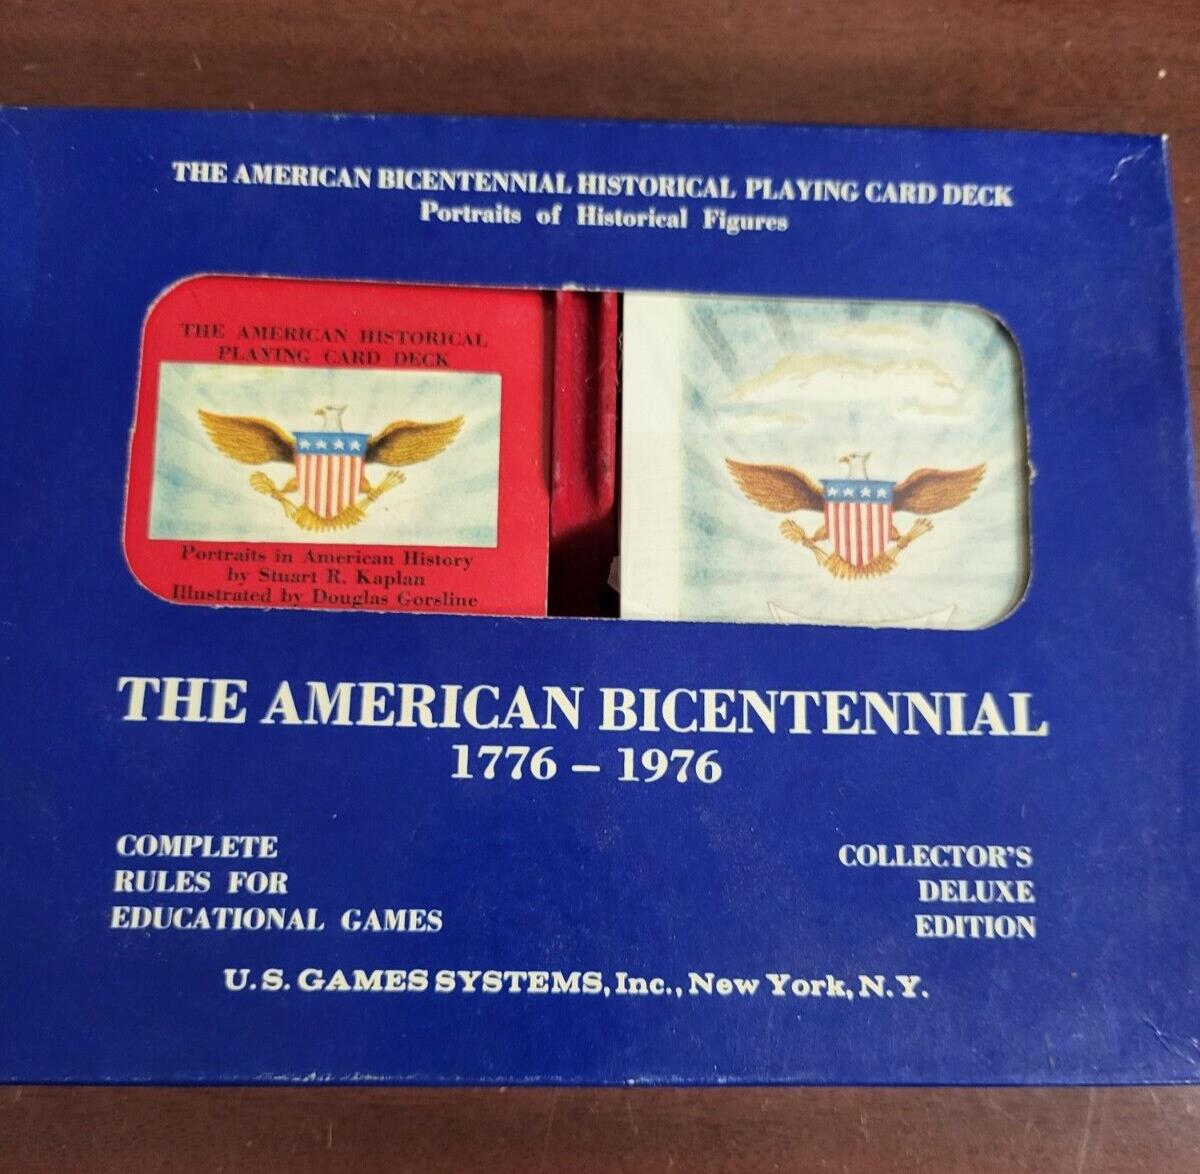 THE AMERICAN BICENTENNIAL HISTORICAL PLAYING CARD DECK
Portraits of Historical Figures
THE AMERICAN HISTORICAL
PLAYING CARD DECK
Portraits in American History
by Stuart R. Kaplan
Illustrated by Douglas Gorsline
THE AMERICAN BICENTENNIAL
1776 – 1976
COMPLETE
RULES FOR
EDUCATIONAL GAMES
COLLECTOR'S
DELUXE
EDITION
U.S. GAMES SYSTEMS, Inc., New York, N.Y.